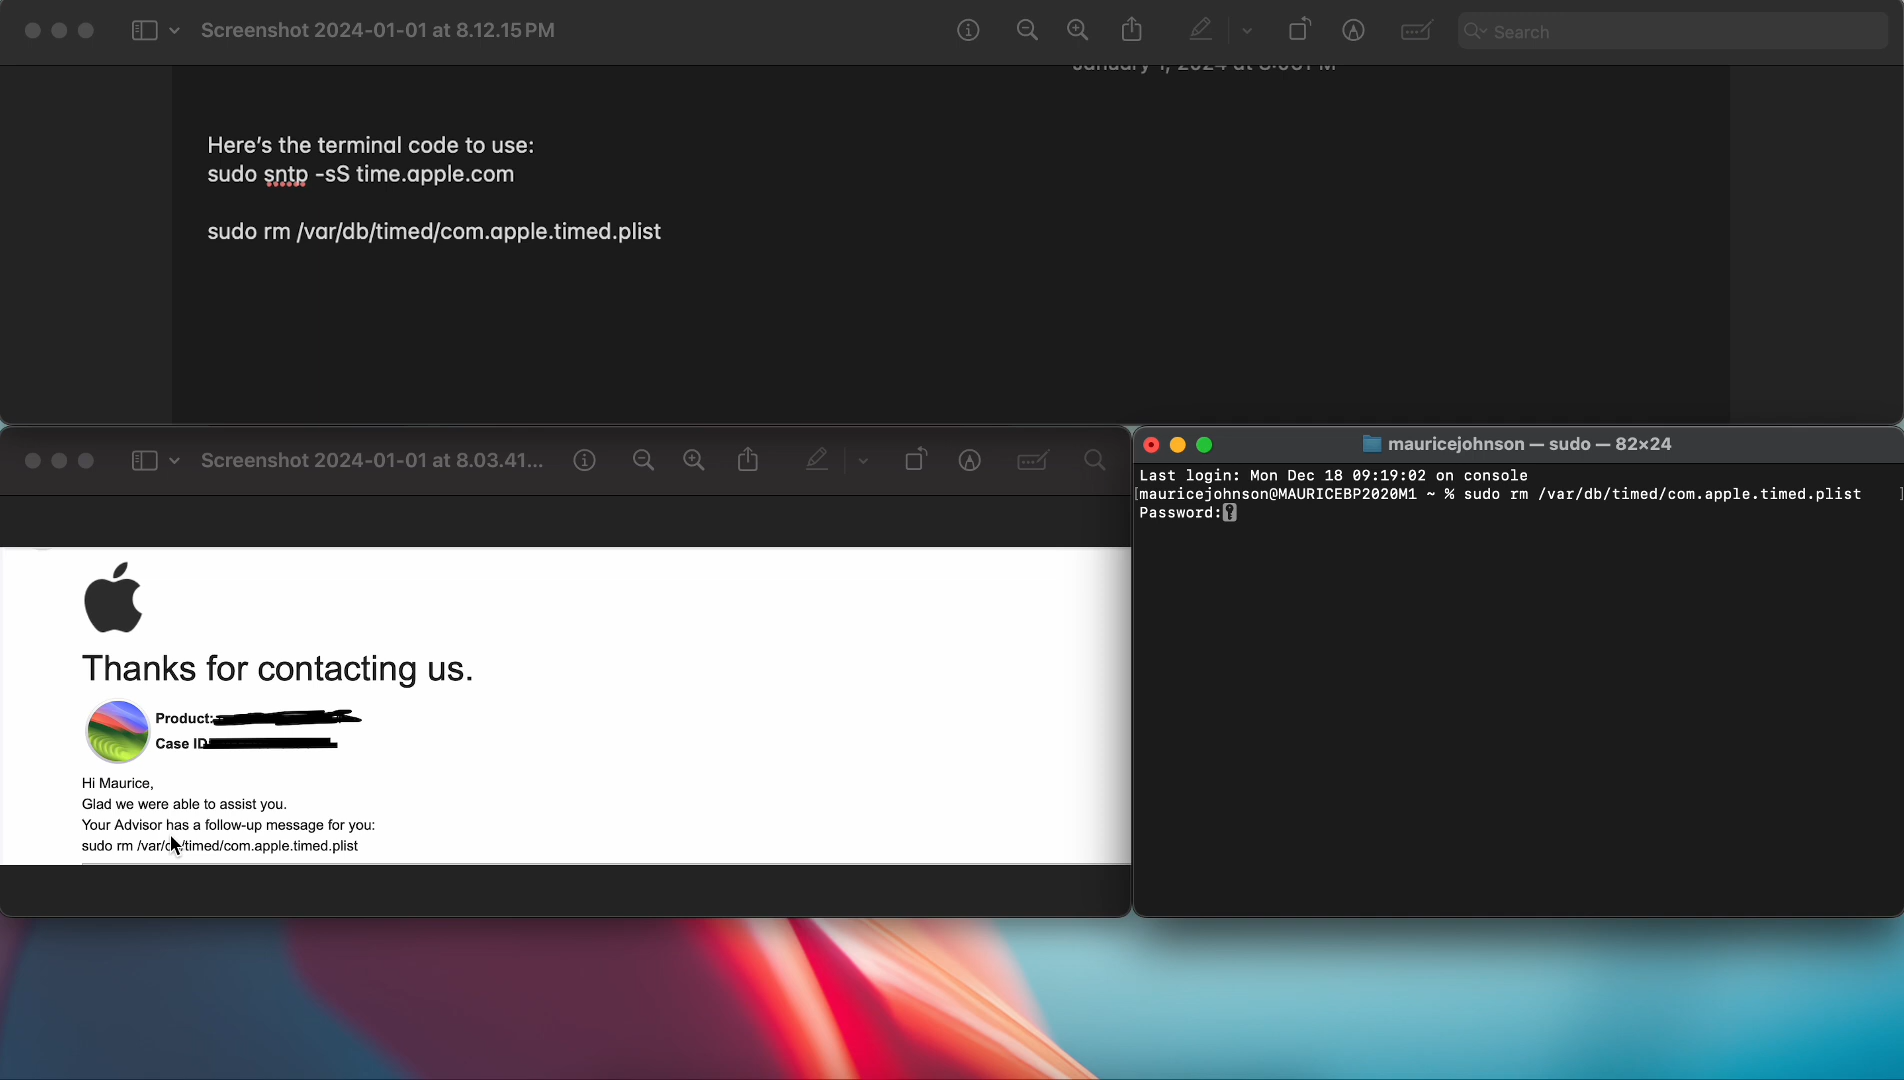 Screenshot 2024-01-01 at 8.12.15 PM
Search
Here's the terminal code to use:
sudo sntp -sS time.apple.com
sudo rm /var/db/timed/com.apple.timed.plist
Screenshot 2024-01-01 at 8.03.41...
Thanks for contacting us.
Product:
Case ID
Hi Maurice,
Glad we were able to assist you.
Your Advisor has a follow-up message for you:
sudo rm /var/db/timed/com.apple.timed.plist
mauricejohnson — sudo — 82×24
Last login: Mon Dec 18 09:19:02 on console
[mauricejohnson@MAURICEBP2020M1 ~ % sudo rm /var/db/timed/com.apple.timed.plist ]
Password: